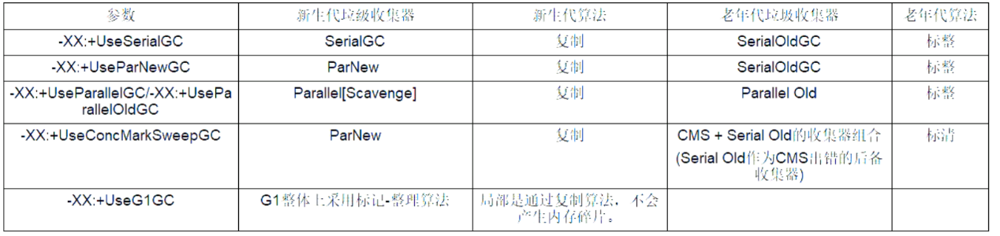 参数 新生代垃圾收集器 新生代算法 老年代垃圾收集器 老年代算法
-XX:+UseSerialGC SerialGC 复制 SerialOldGC 标整
-XX:+UseParNewGC ParNew 复制 SerialOldGC 标整
-XX:+UseParallelGC/-XX:+UsePa Parallel[Scavenge] 复制 Parallel Old 标整
rallelOldGC
-XX:+UseConcMarkSweepGC ParNew 复制 CMS + Serial Old的收集器组合 标清
(Serial Old作为CMS出错的后备
收集器)
-XX:+UseG1GC G1整体上采用标记-整理算法 局部是通过复制算法，不会
产生内存碎片。